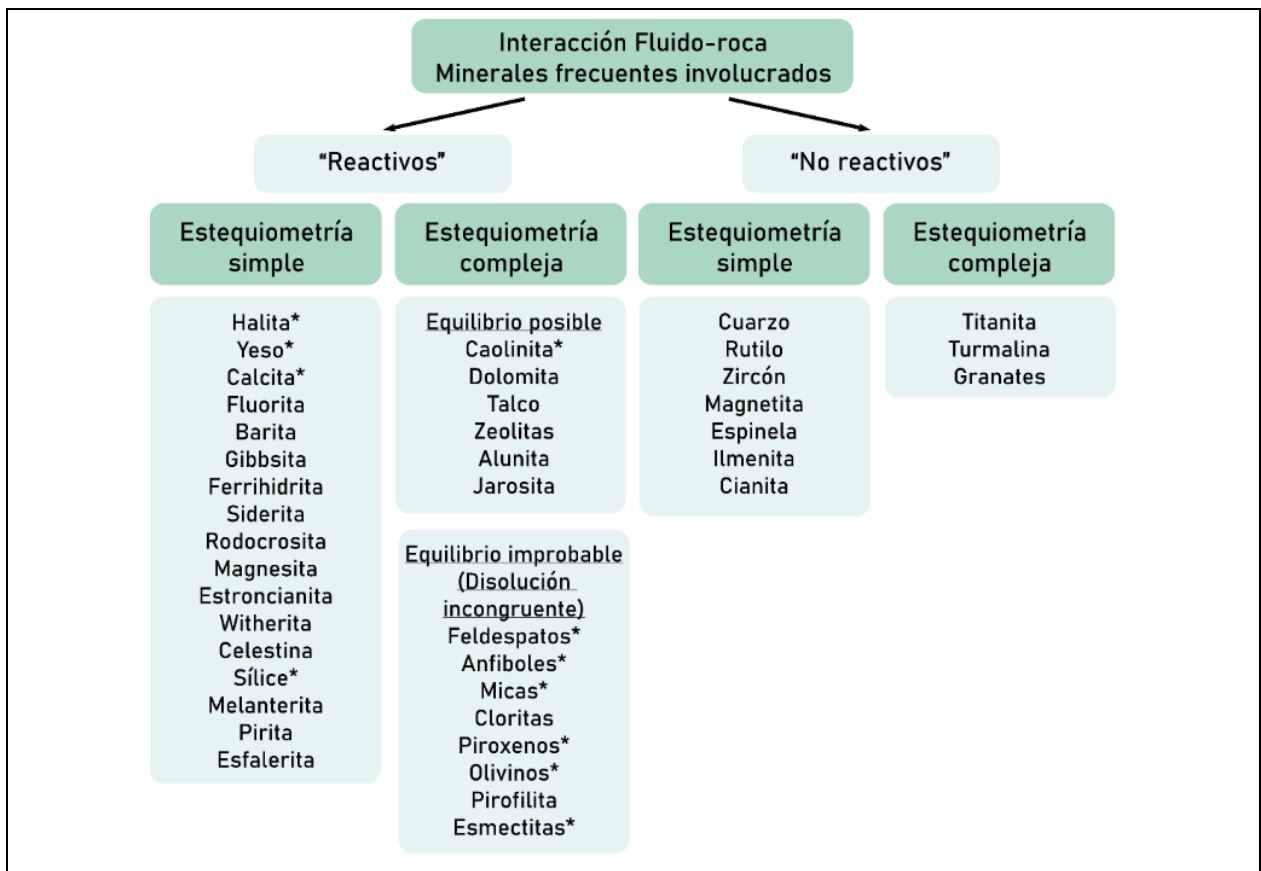 Interacción Fluido-roca
Minerales frecuentes involucrados
“Reactivos”
“No reactivos”
Estequiometría
simple
Halita*
Yeso*
Calcita*
Fluorita
Barita
Gibbsita
Ferrihidrita
Siderita
Rodocrosita
Magnesita
Estroncianita
Witherita
Celestina
Sílice*
Melanterita
Pirita
Esfalerita
Estequiometría
compleja
Equilibrio posible
Caolinita*
Dolomita
Talco
Zeolitas
Alunita
Jarosita
Equilibrio improbable
(Disolución
incongruente)
Feldespatos*
Anfiboles*
Micas*
Cloritas
Piroxenos*
Olivinos*
Pirofilita
Esmectitas*
Estequiometría
simple
Cuarzo
Rutilo
Zircón
Magnetita
Espinela
Ilmenita
Cianita
Estequiometría
compleja
Titanita
Turmalina
Granates